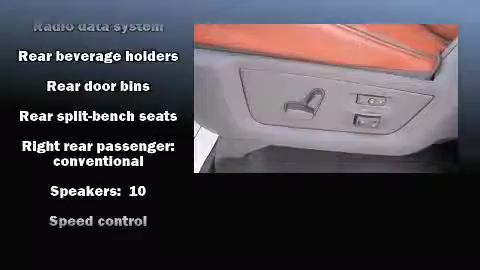 Radio data system
Rear beverage holders
Rear door bins
Rear split-bench seats
Right rear passenger:
conventional
Speakers: 10
Speed control